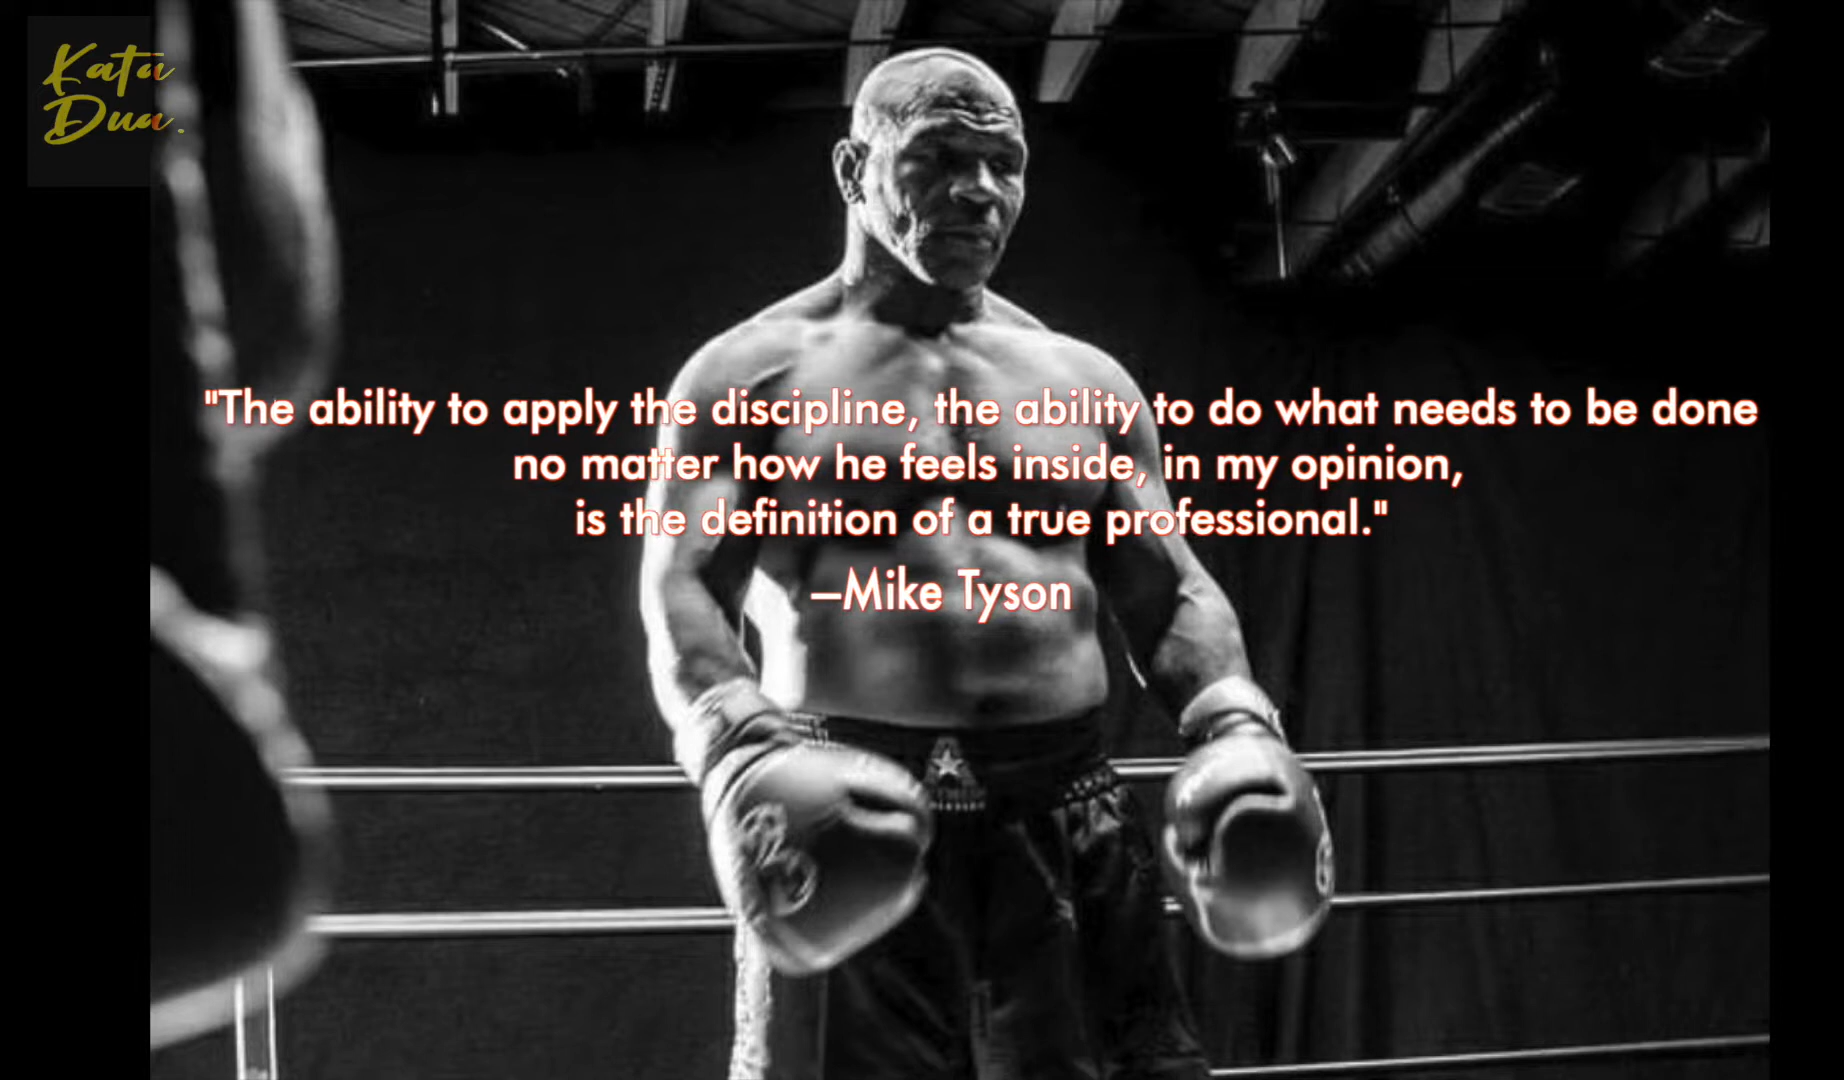 Kata
Dua.
"The ability to apply the discipline, the ability to do what needs to be done
no matter how he feels inside, in my opinion,
is the definition of a true professional."
–Mike Tyson